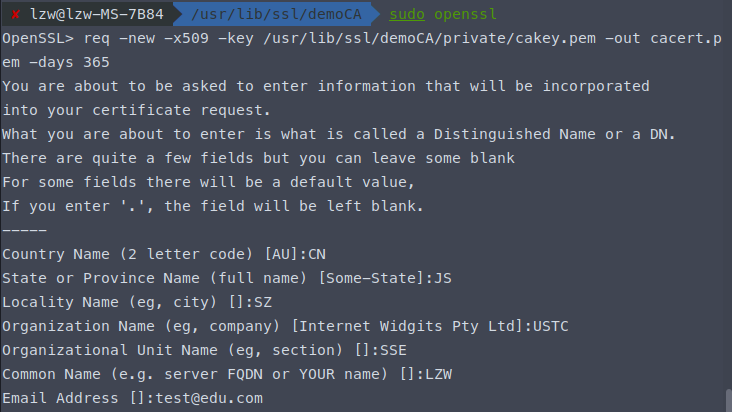 ✘ lzw@lzw-MS-7B84 /usr/lib/ssl/demoCA sudo openssl
OpenSSL> req -new -x509 -key /usr/lib/ssl/demoCA/private/cakey.pem -out cacert.p
em -days 365
You are about to be asked to enter information that will be incorporated
into your certificate request.
What you are about to enter is what is called a Distinguished Name or a DN.
There are quite a few fields but you can leave some blank
For some fields there will be a default value,
If you enter '.', the field will be left blank.
-----
Country Name (2 letter code) [AU]:CN
State or Province Name (full name) [Some-State]:JS
Locality Name (eg, city) []:SZ
Organization Name (eg, company) [Internet Widgits Pty Ltd]:USTC
Organizational Unit Name (eg, section) []:SSE
Common Name (e.g. server FQDN or YOUR name) []:LZW
Email Address []:test@edu.com